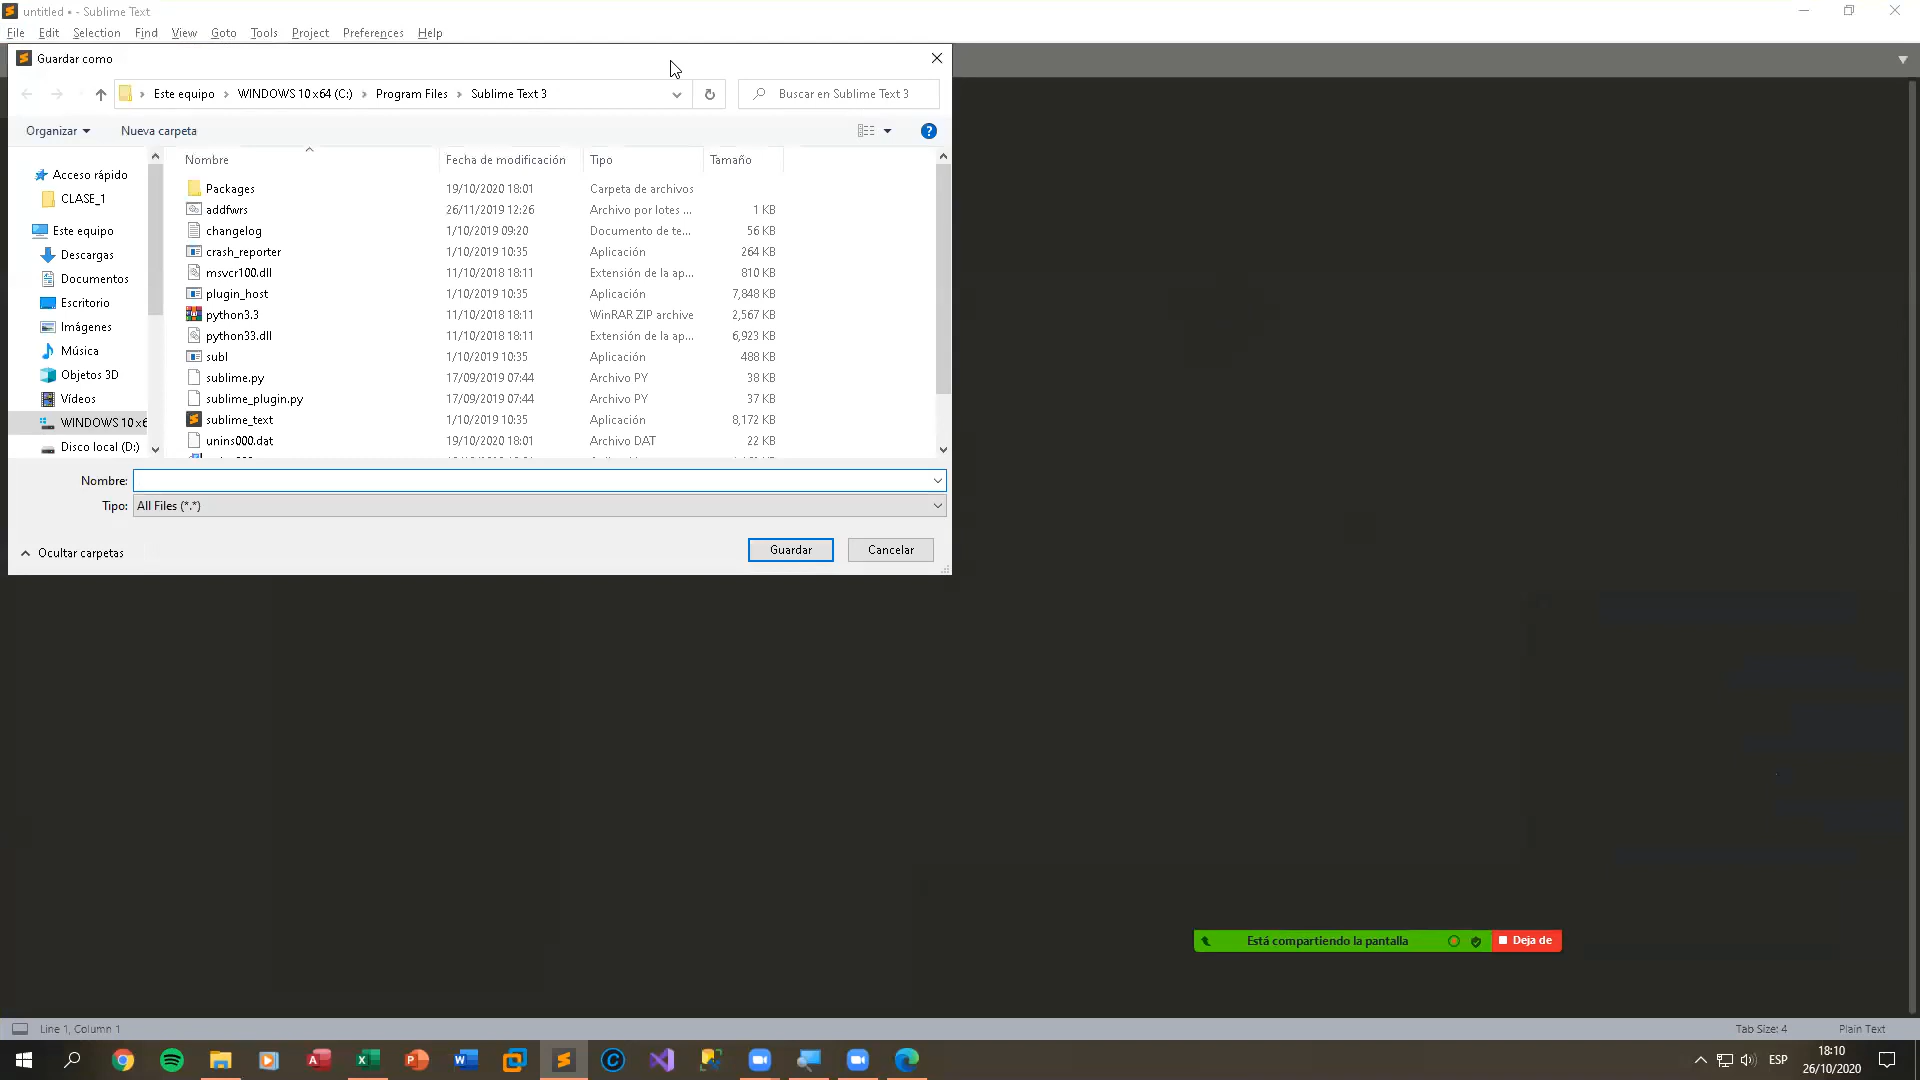 untitled • - Sublime Text
File Edit Selection Find View Goto Tools Project Preferences Help
Guardar como
Este equipo > WINDOWS 10 x64 (C:) > Program Files > Sublime Text 3
Buscar en Sublime Text 3
Organizar Nueva carpeta
Acceso rápido
CLASE_1
Este equipo
Descargas
Documentos
Escritorio
Imágenes
Música
Objetos 3D
Vídeos
WINDOWS 10 x6
Disco local (D:)
Nombre Fecha de modificación Tipo Tamaño
Packages 19/10/2020 18:01 Carpeta de archivos
addfwrs 26/11/2019 12:26 Archivo por lotes ... 1 KB
changelog 1/10/2019 09:20 Documento de te... 56 KB
crash_reporter 1/10/2019 10:35 Aplicación 264 KB
msvcr100.dll 11/10/2018 18:11 Extensión de la ap... 810 KB
plugin_host 1/10/2019 10:35 Aplicación 7,848 KB
python3.3 11/10/2018 18:11 WinRAR ZIP archive 2,567 KB
python33.dll 11/10/2018 18:11 Extensión de la ap... 6,923 KB
subl 1/10/2019 10:35 Aplicación 488 KB
sublime.py 17/09/2019 07:44 Archivo PY 38 KB
sublime_plugin.py 17/09/2019 07:44 Archivo PY 37 KB
sublime_text 1/10/2019 10:35 Aplicación 8,172 KB
unins000.dat 19/10/2020 18:01 Archivo DAT 22 KB
Nombre:
Tipo: All Files (*.*)
Ocultar carpetas
Guardar Cancelar
Está compartiendo la pantalla Deja de
Line 1, Column 1 Tab Size: 4 Plain Text
ESP
18:10
26/10/2020